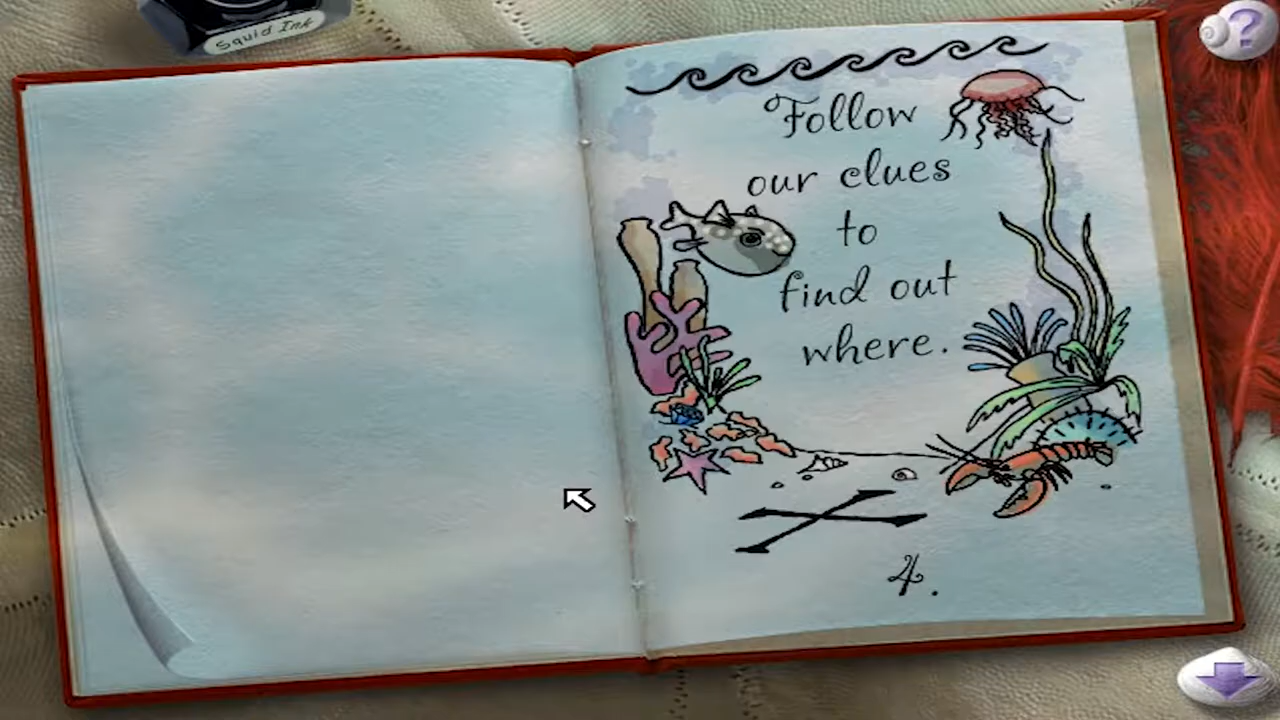 Squid Ink
?
Follow
our clues
to
find out
where.
4.